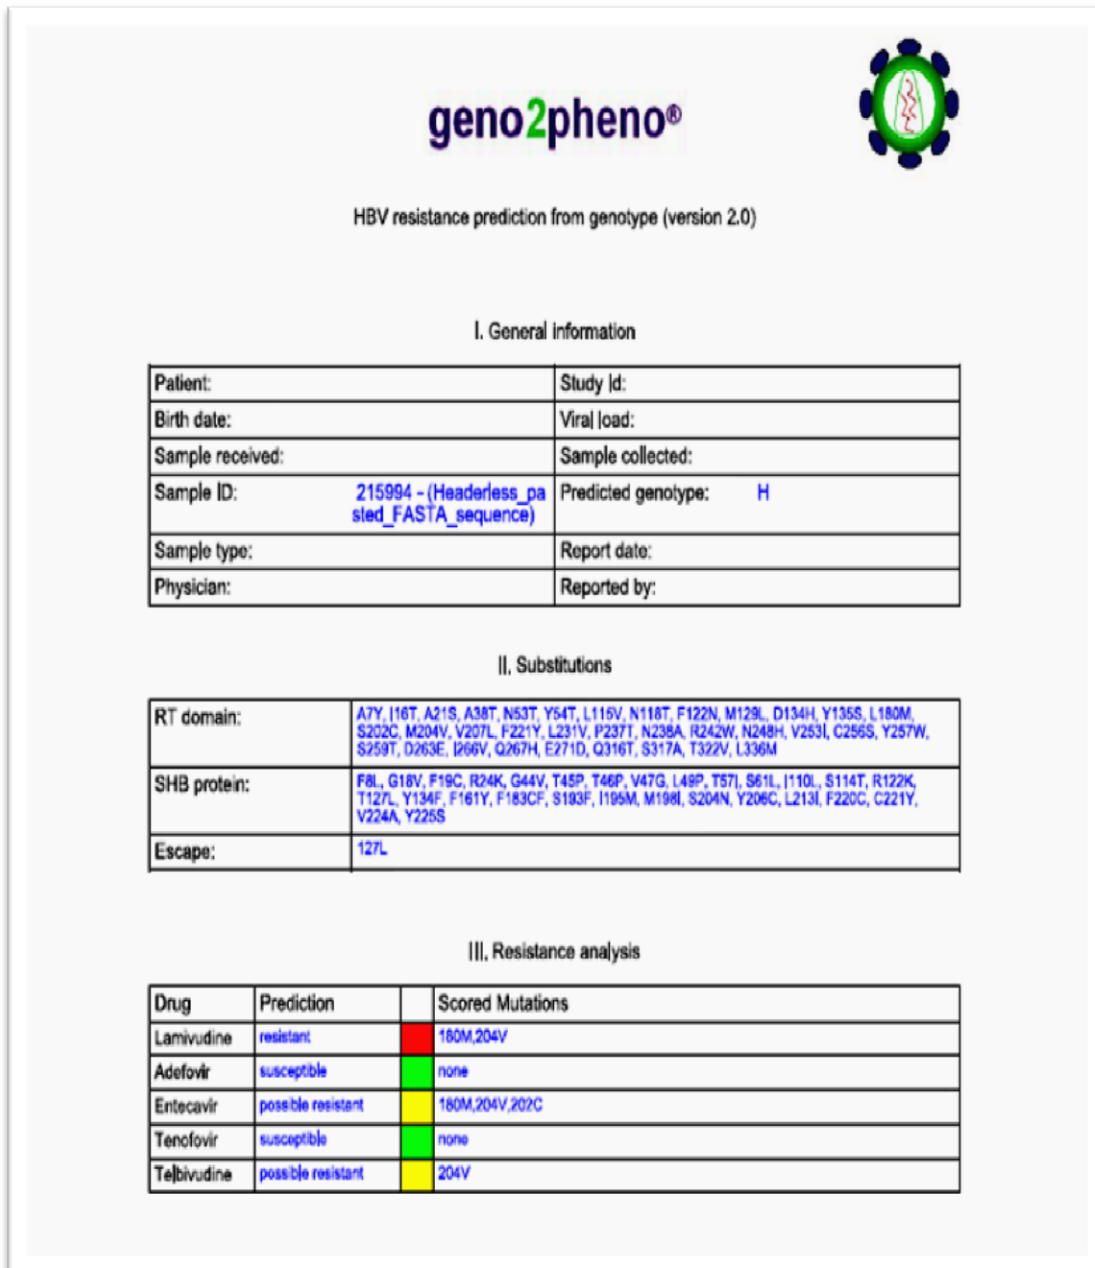 geno2pheno®
HBV resistance prediction from genotype (version 2.0)
I. General information
Patient: Study Id:
Birth date: Viral load:
Sample received: Sample collected:
Sample ID: 215994 - (Headerless_pa Predicted genotype: H
sted_FASTA_sequence)
Sample type: Report date:
Physician: Reported by:
II. Substitutions
RT domain: A7Y, I16T, A21S, A38T, N53T, Y54T, L115V, N118T, F122N, M129L, D134H, Y135S, L180M,
S202C, M204V, V207L, F221Y, L231V, P237T, N238A, R242W, N248H, V253I, C256S, Y257W,
S259T, D263E, I266V, Q267H, E271D, Q316T, S317A, T322V, L336M
SHB protein: F8L, G18V, F19C, R24K, G44V, T45P, T46P, V47G, L49P, T57I, S61L, I110L, S114T, R122K,
T127L, Y134F, F161Y, F183CF, S193F, I195M, M198I, S204N, Y206C, L213I, F220C, C221Y,
V224A, Y225S
Escape: 127L
III. Resistance analysis
Drug Prediction Scored Mutations
Lamivudine resistant 180M,204V
Adefovir susceptible none
Entecavir possible resistant 180M,204V,202C
Tenofovir susceptible none
Telbivudine possible resistant 204V